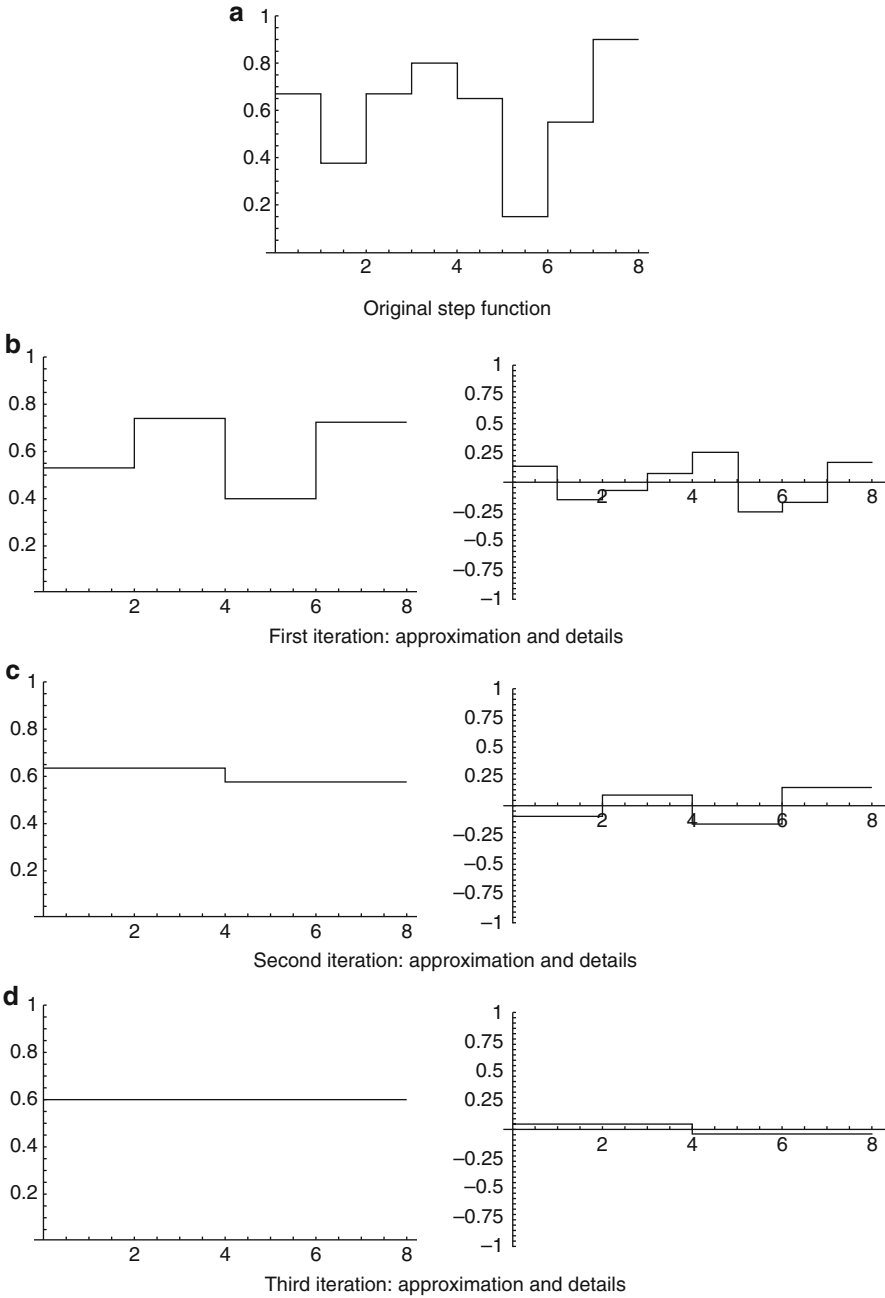 a
1
0.8
0.6
0.4
0.2
2 4 6 8
Original step function
b
1
0.8
0.6
0.4
0.2
2 4 6 8
1
0.75
0.5
0.25
−0.25
−0.5
−0.75
−1
2 4 6 8
First iteration: approximation and details
c
1
0.8
0.6
0.4
0.2
2 4 6 8
1
0.75
0.5
0.25
−0.25
−0.5
−0.75
−1
2 4 6 8
Second iteration: approximation and details
d
1
0.8
0.6
0.4
0.2
2 4 6 8
1
0.75
0.5
0.25
−0.25
−0.5
−0.75
−1
2 4 6 8
Third iteration: approximation and details